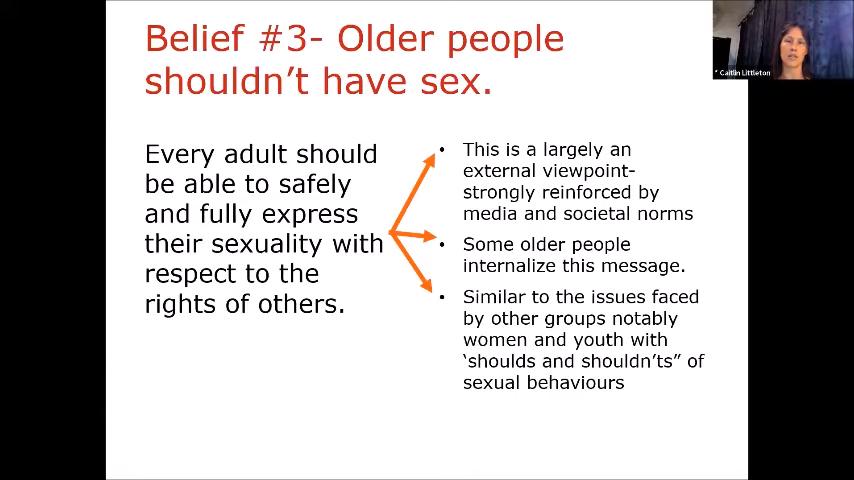 Belief #3- Older people
shouldn't have sex.
* Caitlin Littleton
Every adult should
be able to safely
and fully express
their sexuality with
respect to the
rights of others.
• This is a largely an
external viewpoint-
strongly reinforced by
media and societal norms
• Some older people
internalize this message.
• Similar to the issues faced
by other groups notably
women and youth with
‘shoulds and shouldn’ts” of
sexual behaviours